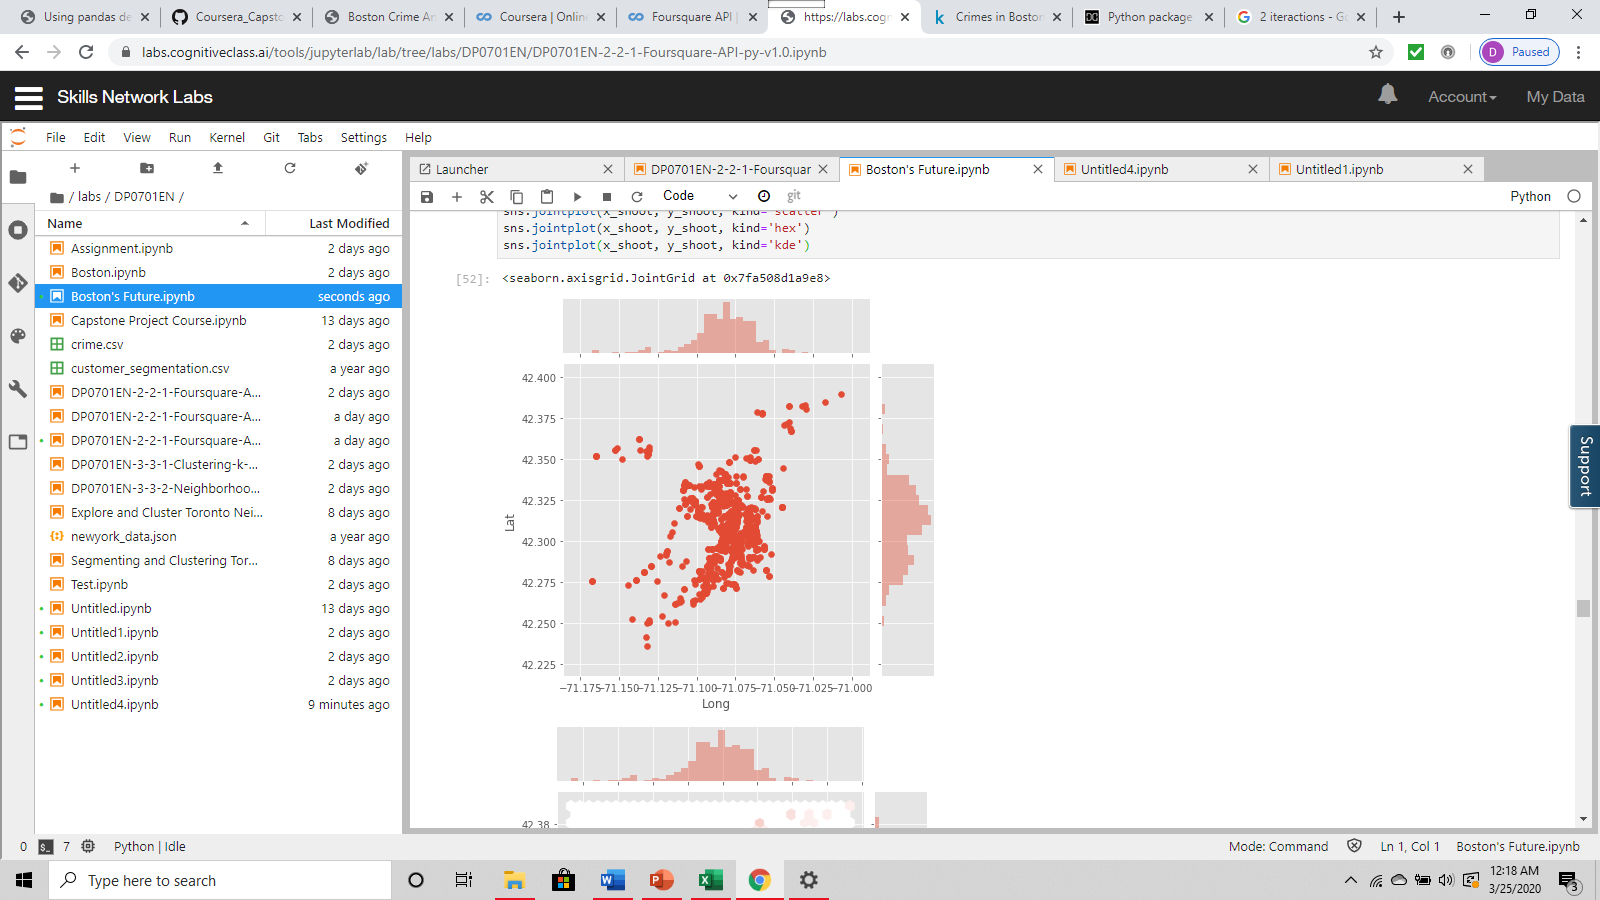 Using pandas de
Coursera_Capsto
Boston Crime An
Coursera | Onlin
Foursquare API |
https://labs.cogn
Crimes in Boston
Python package
2 iteractions - Go
labs.cognitiveclass.ai/tools/jupyterlab/lab/tree/labs/DP0701EN/DP0701EN-2-2-1-Foursquare-API-py-v1.0.ipynb
D Paused
Skills Network Labs
Account
My Data
File Edit View Run Kernel Git Tabs Settings Help
Launcher
DP0701EN-2-2-1-Foursquar
Boston's Future.ipynb
Untitled4.ipynb
Untitled1.ipynb
/ labs / DP0701EN /
Code
git
Python
Name Last Modified
Assignment.ipynb 2 days ago
Boston.ipynb 2 days ago
Boston's Future.ipynb seconds ago
Capstone Project Course.ipynb 13 days ago
crime.csv 2 days ago
customer_segmentation.csv a year ago
DP0701EN-2-2-1-Foursquare-A... 2 days ago
DP0701EN-2-2-1-Foursquare-A... a day ago
DP0701EN-2-2-1-Foursquare-A... a day ago
DP0701EN-3-3-1-Clustering-k-... 2 days ago
DP0701EN-3-3-2-Neighborhoo... 2 days ago
Explore and Cluster Toronto Nei... 8 days ago
newyork_data.json a year ago
Segmenting and Clustering Tor... 8 days ago
Test.ipynb 2 days ago
Untitled.ipynb 13 days ago
Untitled1.ipynb 2 days ago
Untitled2.ipynb 2 days ago
Untitled3.ipynb 2 days ago
Untitled4.ipynb 9 minutes ago
sns.jointplot(x_shoot, y_shoot, kind='scatter')
sns.jointplot(x_shoot, y_shoot, kind='hex')
sns.jointplot(x_shoot, y_shoot, kind='kde')
[52]: <seaborn.axisgrid.JointGrid at 0x7fa508d1a9e8>
42.400
42.375
42.350
42.325
42.300
42.275
42.250
42.225
Lat
−71.175 −71.150 −71.125 −71.100 −71.075 −71.050 −71.025 −71.000
Long
42.38
Support
0 $_ 7 Python | Idle
Mode: Command
Ln 1, Col 1
Boston's Future.ipynb
Type here to search
12:18 AM
3/25/2020
3